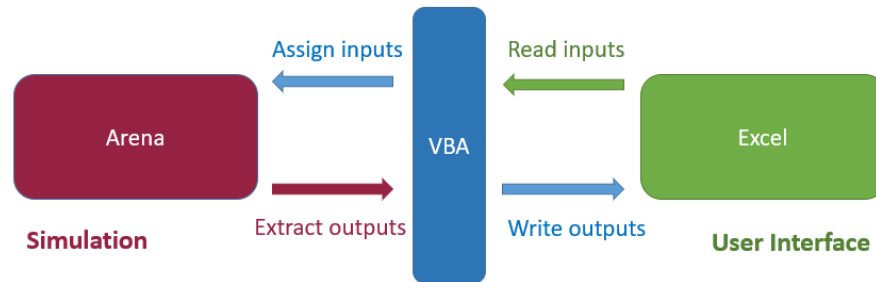 Assign inputs
Read inputs
Arena
VBA
Excel
Extract outputs
Write outputs
Simulation
User Interface